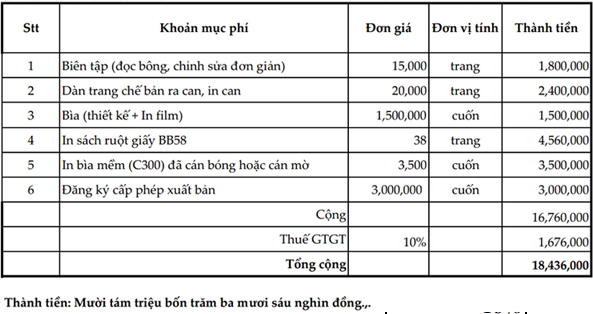 Stt Khoản mục phí Đơn giá Đơn vị tính Thành tiền
1 Biên tập (đọc bông, chỉnh sửa đơn giản) 15,000 trang 1,800,000
2 Dàn trang chế bản ra can, in can 20,000 trang 2,400,000
3 Bìa (thiết kế + In film) 1,500,000 cuốn 1,500,000
4 In sách ruột giấy BB58 38 trang 4,560,000
5 In bìa mềm (C300) đã cán bóng hoặc cán mờ 3,500 cuốn 3,500,000
6 Đăng ký cấp phép xuất bản 3,000,000 cuốn 3,000,000
Cộng 16,760,000
Thuế GTGT 10% 1,676,000
Tổng cộng 18,436,000
Thành tiền: Mười tám triệu bốn trăm ba mươi sáu nghìn đồng.,.